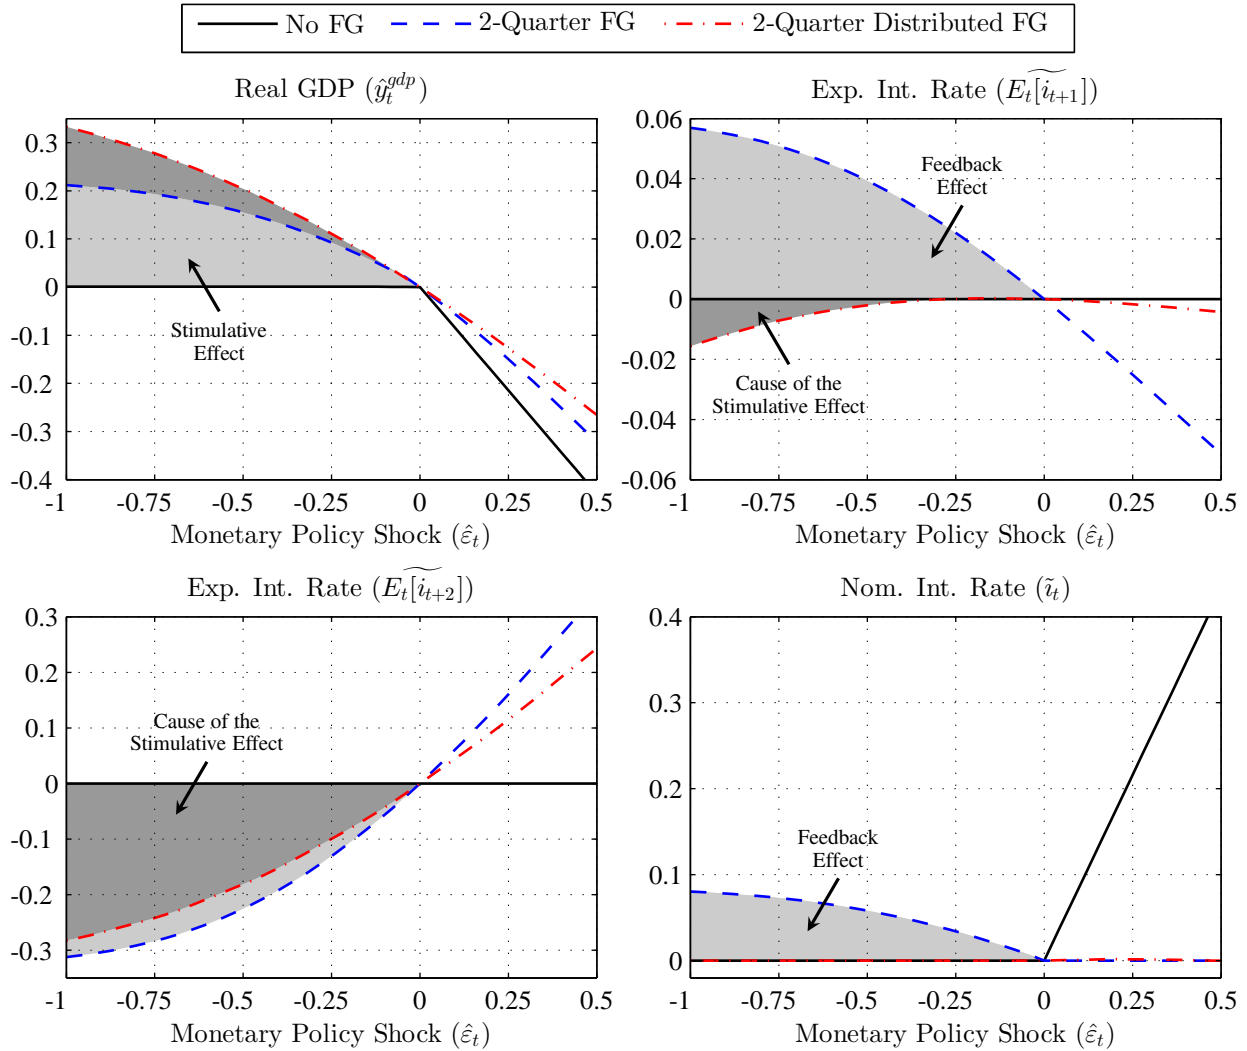 No FG 2-Quarter FG 2-Quarter Distributed FG
Real GDP (ŷ_t^{gdp})
0.3
0.2
0.1
0
-0.1
-0.2
-0.3
-0.4
Stimulative
Effect
-1 -0.75 -0.5 -0.25 0 0.25 0.5
Monetary Policy Shock (ε̂_t)
Exp. Int. Rate (\widetilde{E_t[i_{t+1}]})
0.06
0.04
0.02
0
-0.02
-0.04
-0.06
Feedback
Effect
Cause of the
Stimulative Effect
-1 -0.75 -0.5 -0.25 0 0.25 0.5
Monetary Policy Shock (ε̂_t)
Exp. Int. Rate (\widetilde{E_t[i_{t+2}]})
0.3
0.2
0.1
0
-0.1
-0.2
-0.3
Cause of the
Stimulative Effect
-1 -0.75 -0.5 -0.25 0 0.25 0.5
Monetary Policy Shock (ε̂_t)
Nom. Int. Rate (ĩ_t)
0.4
0.3
0.2
0.1
0
Feedback
Effect
-1 -0.75 -0.5 -0.25 0 0.25 0.5
Monetary Policy Shock (ε̂_t)